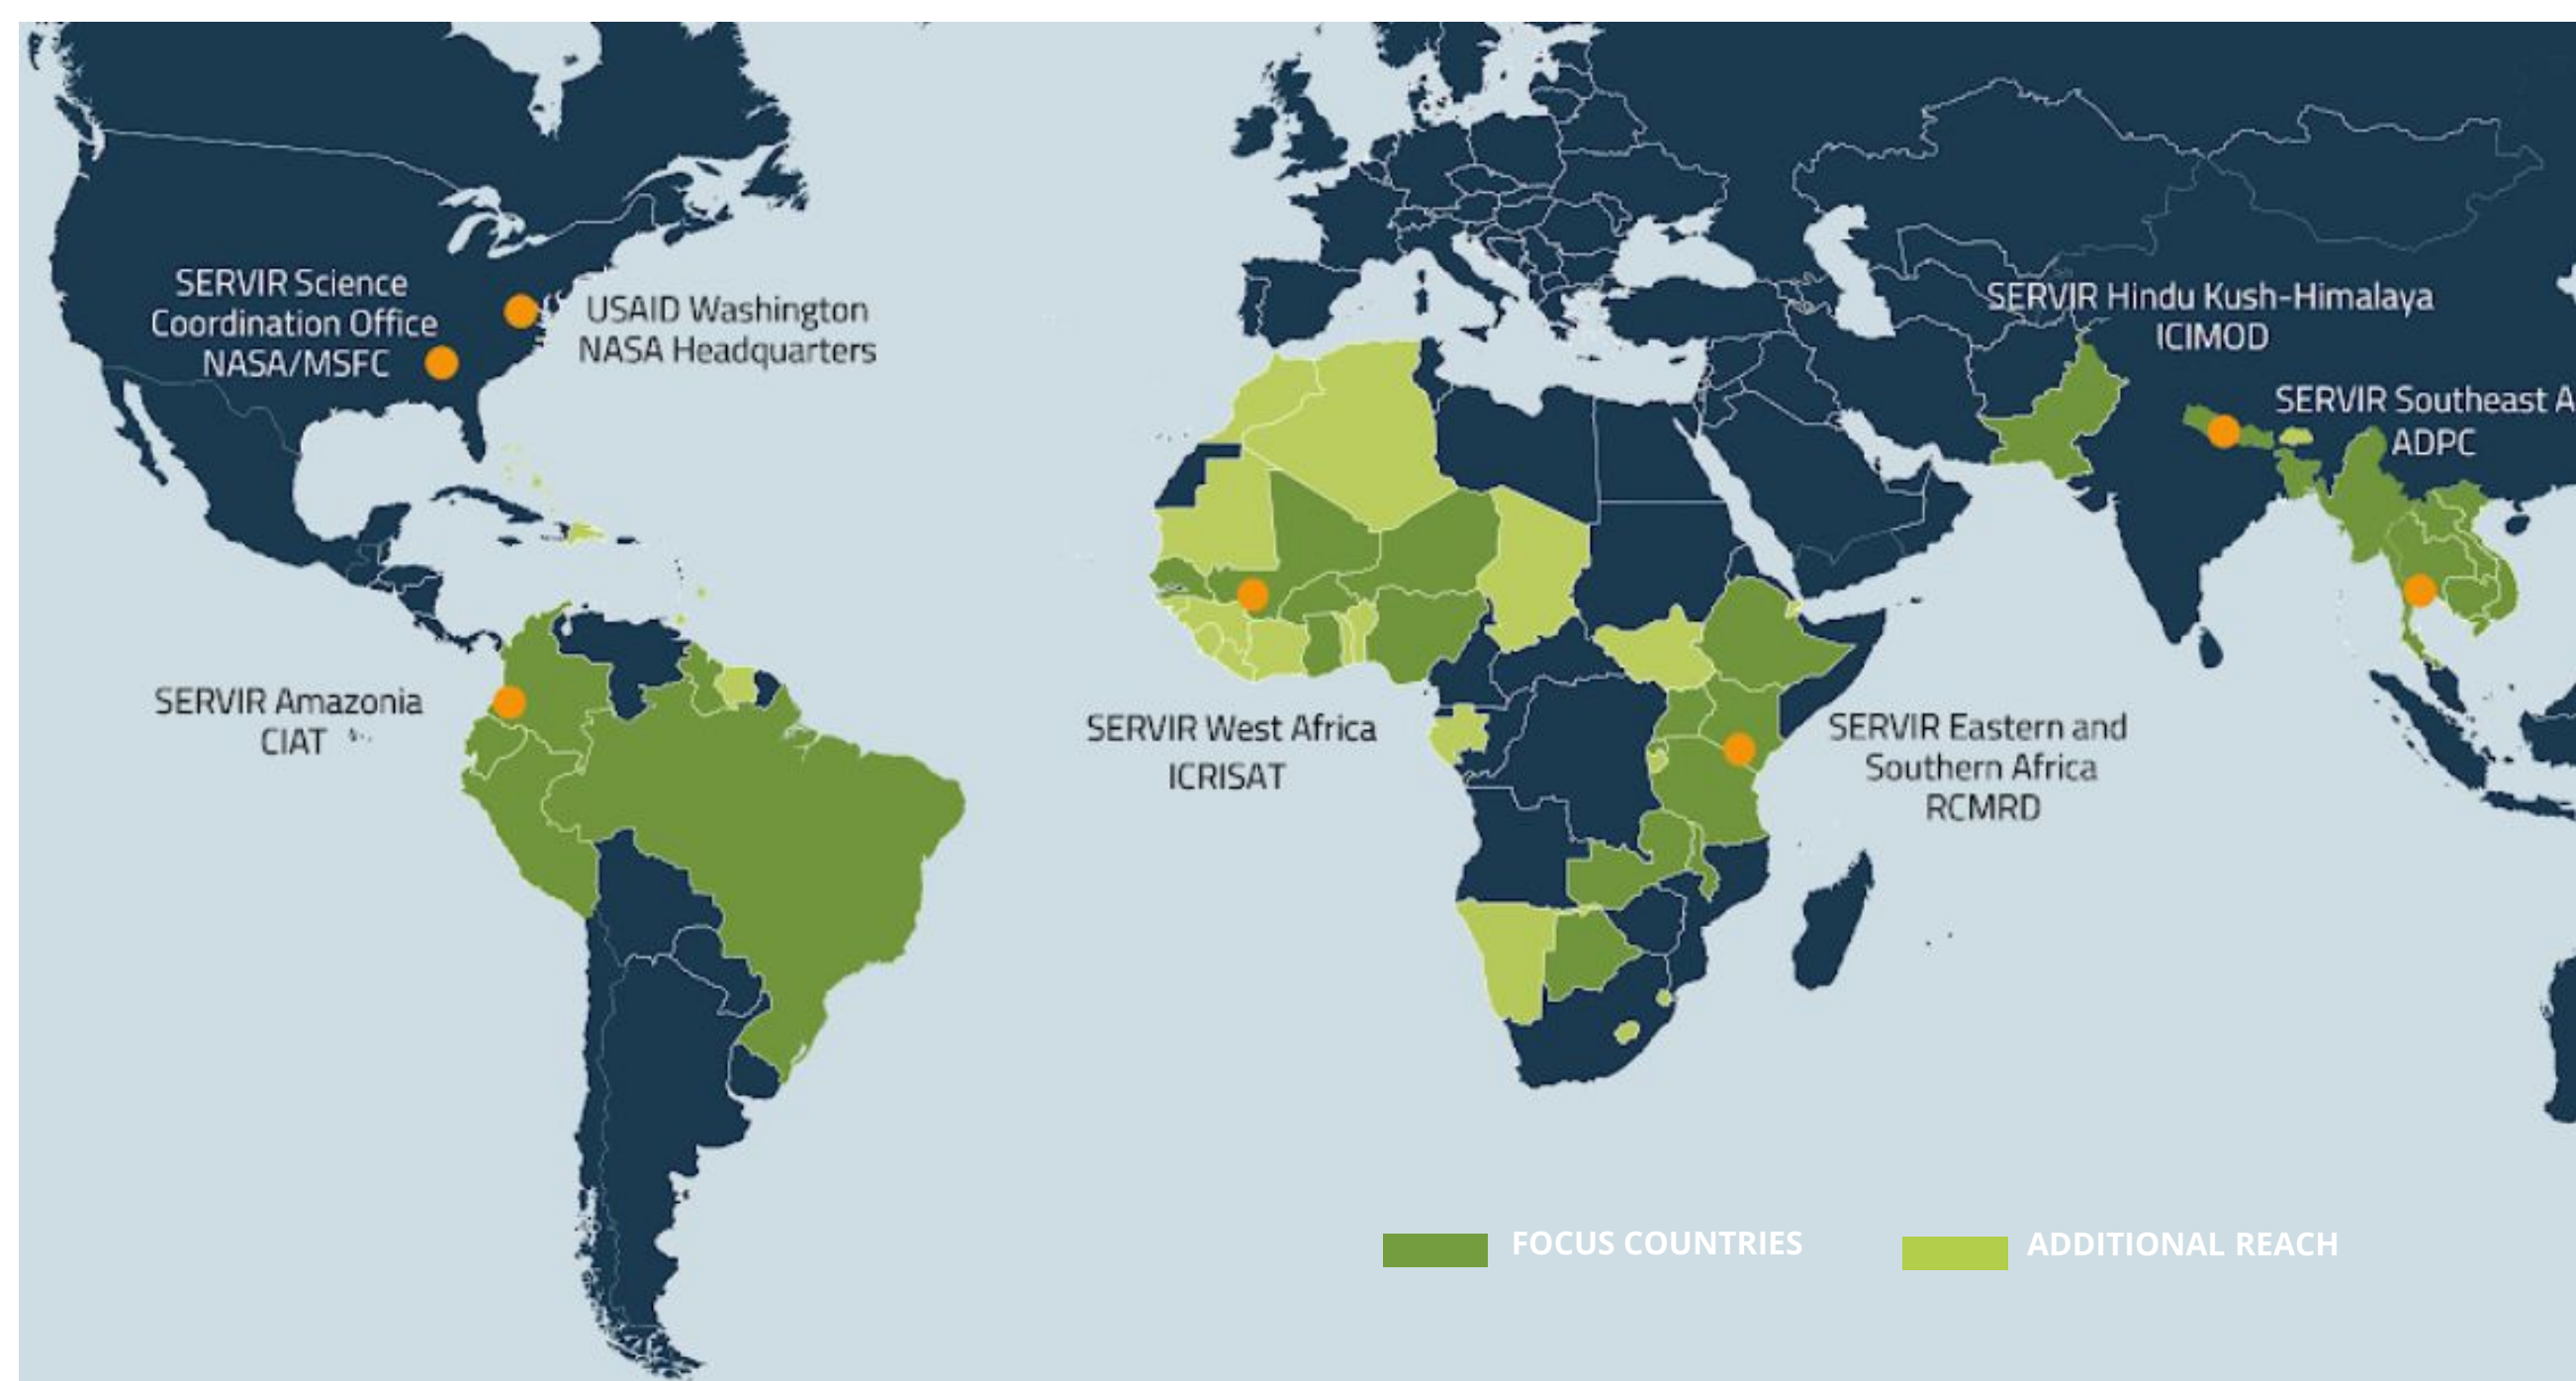 SERVIR Science
Coordination Office
NASA/MSFC
USAID Washington
NASA Headquarters
SERVIR Hindu Kush-Himalaya
ICIMOD
SERVIR Southeast A
ADPC
SERVIR Amazonia
CIAT
SERVIR West Africa
ICRISAT
SERVIR Eastern and
Southern Africa
RCMRD
FOCUS COUNTRIES
ADDITIONAL REACH